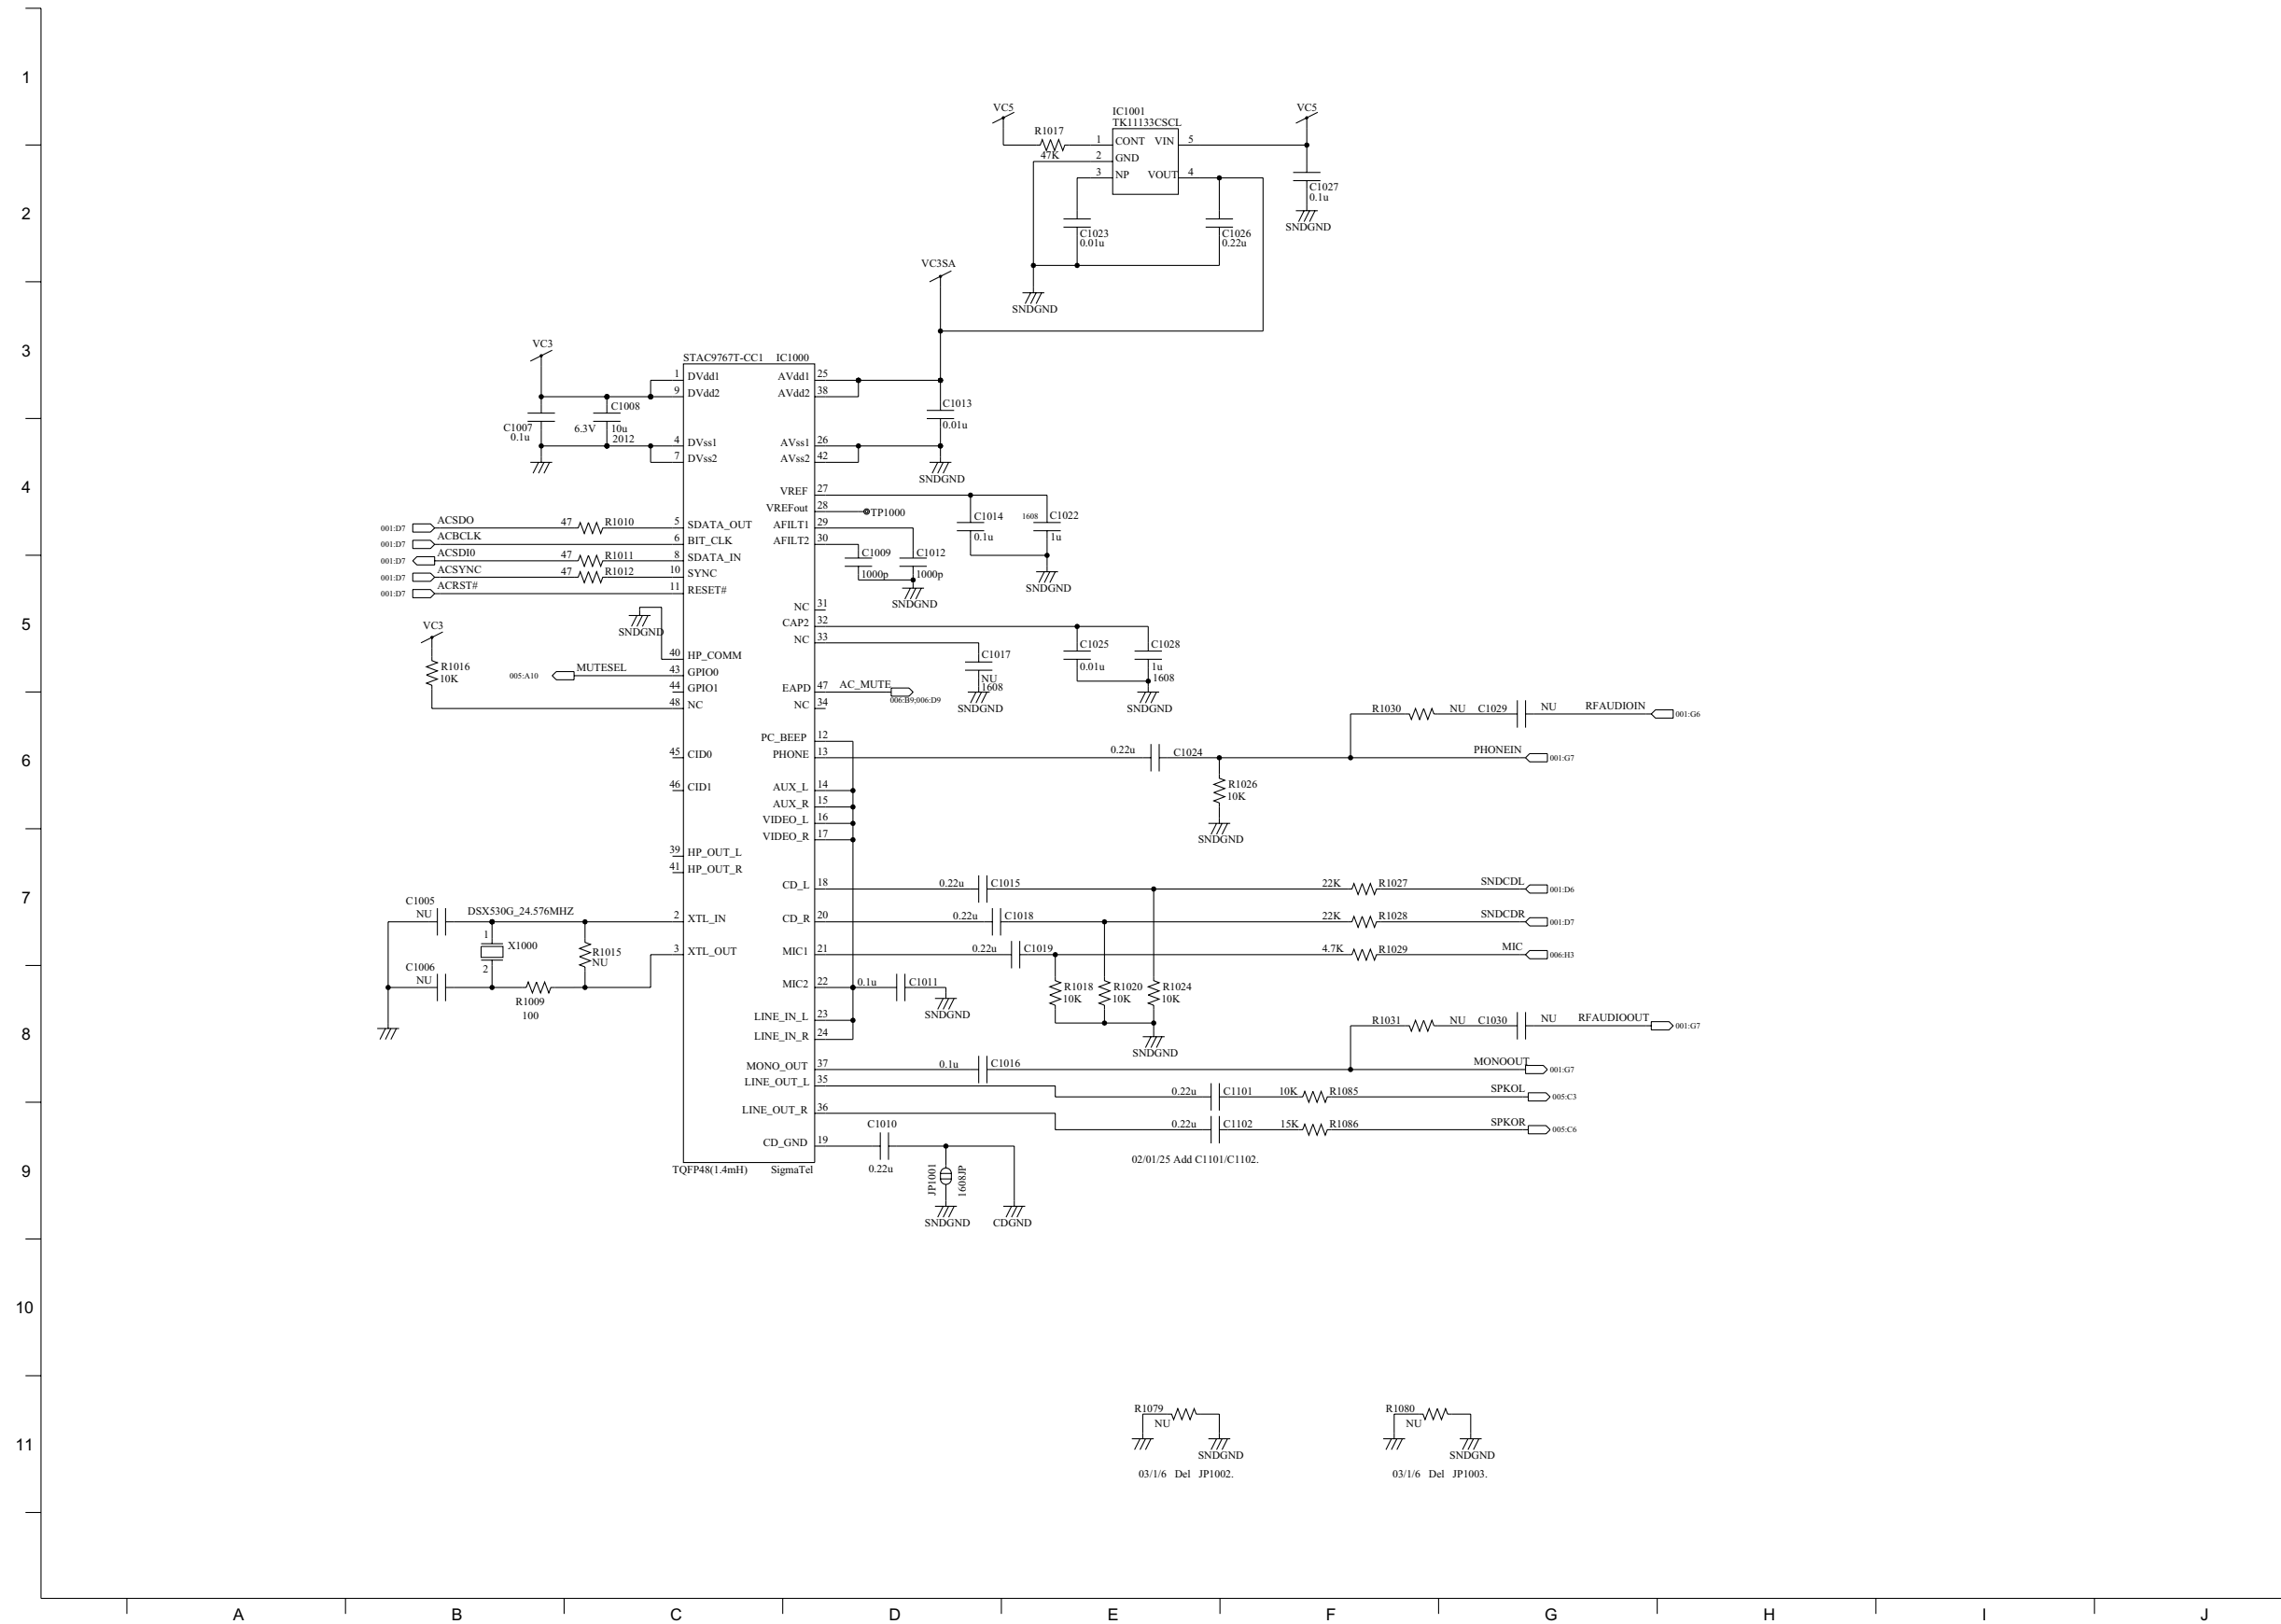 1
2
3
4
5
6
7
8
9
10
11
A B C D E F G H I J
VC5
R1017
47K
IC1001
TK11133CSCL
1 CONT VIN 5
2 GND
3 NP VOUT 4
VC5
C1027
0.1u
SNDGND
C1023
0.01u
C1026
0.22u
SNDGND
VC3SA
VC3
STAC9767T-CC1 IC1000
1 DVdd1 AVdd1 25
9 DVdd2 AVdd2 38
C1007
0.1u
6.3V
C1008
10u
2012
C1013
0.01u
4 DVss1 AVss1 26
7 DVss2 AVss2 42
SNDGND
VREF 27
VREFout 28 TP1000
C1014
0.1u
1608 C1022
1u
SNDGND
001:D7 ACSDO 47 R1010 5 SDATA_OUT AFILT1 29
001:D7 ACBCLK 6 BIT_CLK AFILT2 30
001:D7 ACSDI0 47 R1011 8 SDATA_IN
001:D7 ACSYNC 47 R1012 10 SYNC
001:D7 ACRST# 11 RESET#
C1009
1000p
C1012
1000p
SNDGND
NC 31
CAP2 32
NC 33
SNDGND
VC3
R1016
10K
40 HP_COMM
005:A10 MUTESEL 43 GPIO0
44 GPIO1 EAPD 47 AC_MUTE
006:B9;006:D9
48 NC NC 34
C1017
NU
1608
SNDGND
C1025
0.01u
C1028
1u
1608
SNDGND
R1030 NU C1029 NU RFAUDIOIN 001:G6
PC_BEEP 12
45 CID0 PHONE 13
0.22u C1024
PHONEIN 001:G7
R1026
10K
SNDGND
46 CID1 AUX_L 14
AUX_R 15
VIDEO_L 16
VIDEO_R 17
39 HP_OUT_L
41 HP_OUT_R
CD_L 18 0.22u C1015 22K R1027 SNDCDL 001:D6
C1005
NU
DSX530G_24.576MHZ
1
X1000
2
2 XTL_IN CD_R 20 0.22u C1018 22K R1028 SNDCDR 001:D7
R1015
NU
3 XTL_OUT MIC1 21 0.22u C1019 4.7K R1029 MIC 006:H3
C1006
NU
R1009
100
MIC2 22 0.1u C1011
SNDGND
R1018
10K
R1020
10K
R1024
10K
SNDGND
LINE_IN_L 23
LINE_IN_R 24
R1031 NU C1030 NU RFAUDIOOUT 001:G7
MONO_OUT 37 0.1u C1016 MONOOUT 001:G7
LINE_OUT_L 35 0.22u C1101 10K R1085 SPKOL 005:C3
LINE_OUT_R 36 0.22u C1102 15K R1086 SPKOR 005:C6
CD_GND 19
C1010
0.22u
02/01/25 Add C1101/C1102.
TQFP48(1.4mH) SigmaTel
JP1001
1608JP
SNDGND
CDGND
R1079
NU
SNDGND
03/1/6 Del JP1002.
R1080
NU
SNDGND
03/1/6 Del JP1003.